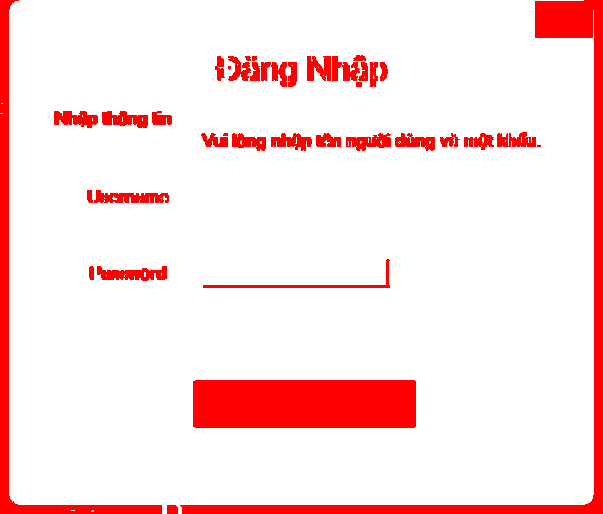 Đăng Nhập
Nhập thông tin
Vui lòng nhập tên người dùng và mật khẩu.
Username
Password